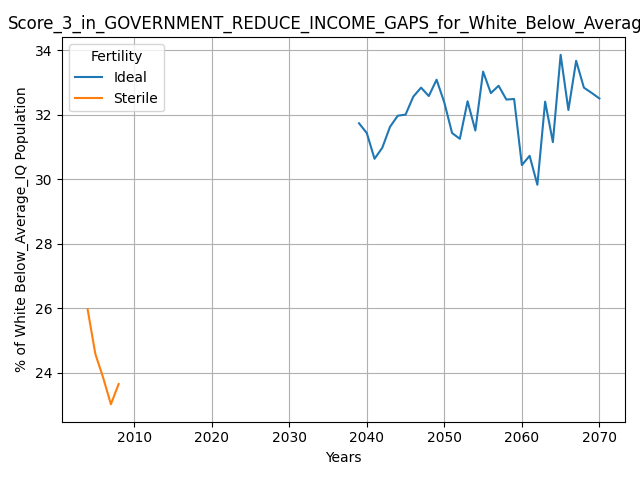 Score_3_in_GOVERNMENT_REDUCE_INCOME_GAPS_for_White_Below_Averag
Fertility
Ideal
Sterile
% of White Below_Average_IQ Population
34
32
30
28
26
24
2010 2020 2030 2040 2050 2060 2070
Years